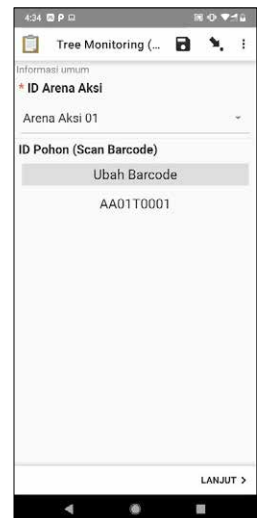 4:34
Tree Monitoring (...
Informasi umum
* ID Arena Aksi
Arena Aksi 01
ID Pohon (Scan Barcode)
Ubah Barcode
AA01T0001
LANJUT >